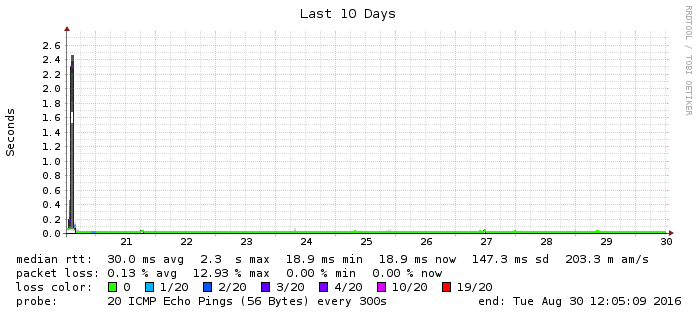 Last 10 Days
RRDTOOL / TOBI OETIKER
Seconds
2.6
2.4
2.2
2.0
1.8
1.6
1.4
1.2
1.0
0.8
0.6
0.4
0.2
0.0
21 22 23 24 25 26 27 28 29 30
median rtt: 30.0 ms avg 2.3 s max 18.9 ms min 18.9 ms now 147.3 ms sd 203.3 m am/s
packet loss: 0.13 % avg 12.93 % max 0.00 % min 0.00 % now
loss color: 0 1/20 2/20 3/20 4/20 10/20 19/20
probe: 20 ICMP Echo Pings (56 Bytes) every 300s end: Tue Aug 30 12:05:09 2016